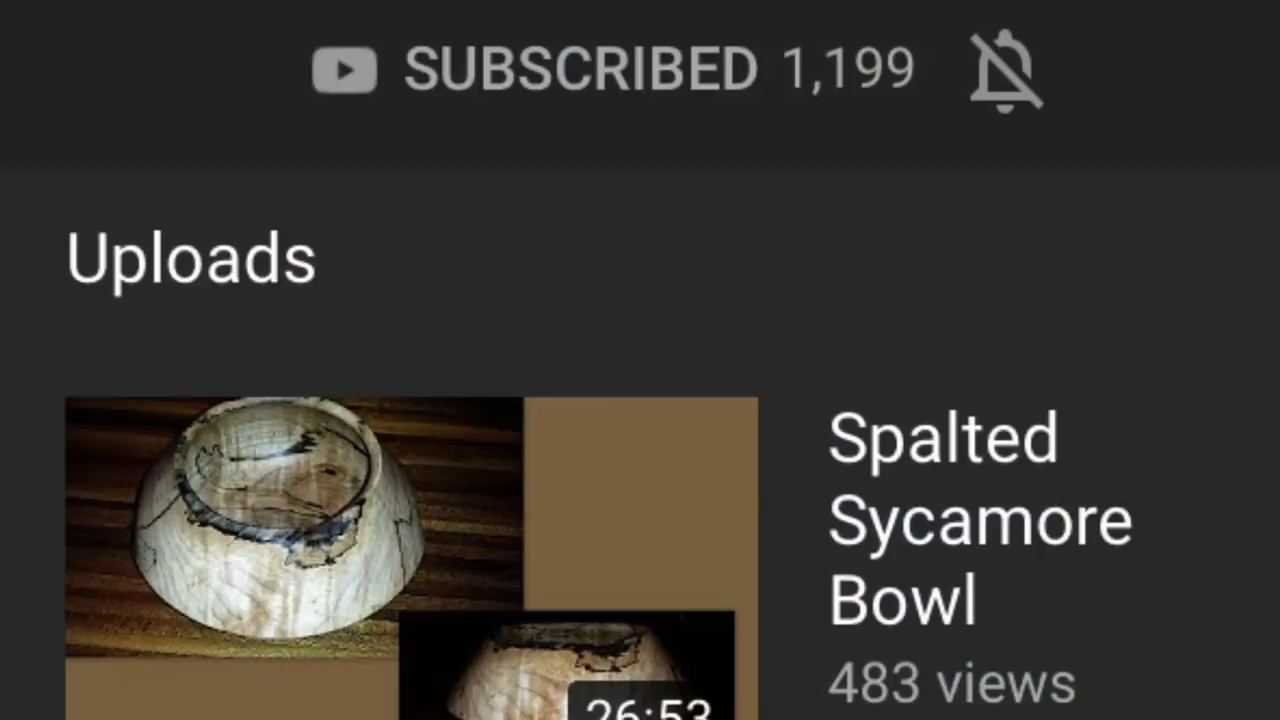 SUBSCRIBED 1,199
Uploads
Spalted
Sycamore
Bowl
483 views
26:53